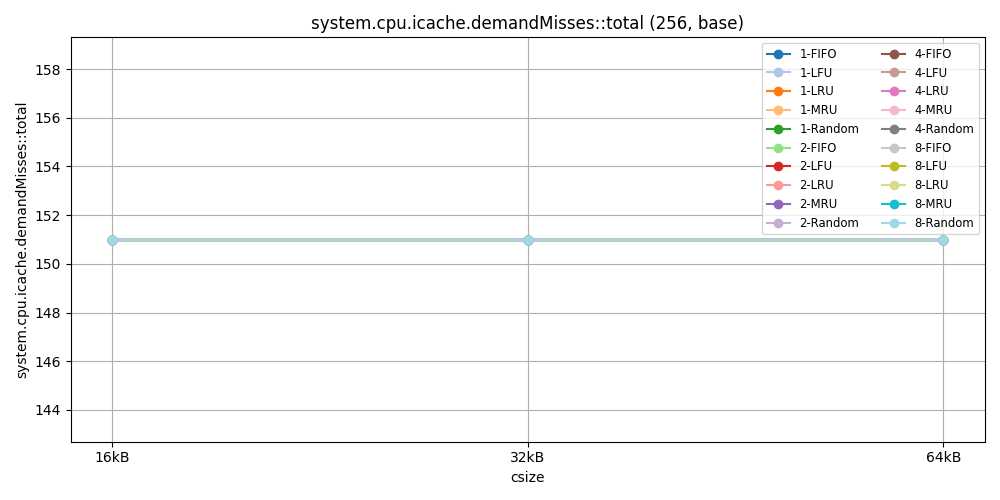 system.cpu.icache.demandMisses::total (256, base)
system.cpu.icache.demandMisses::total
158
156
154
152
150
148
146
144
1-FIFO
1-LFU
1-LRU
1-MRU
1-Random
2-FIFO
2-LFU
2-LRU
2-MRU
2-Random
4-FIFO
4-LFU
4-LRU
4-MRU
4-Random
8-FIFO
8-LFU
8-LRU
8-MRU
8-Random
16kB
32kB
64kB
csize